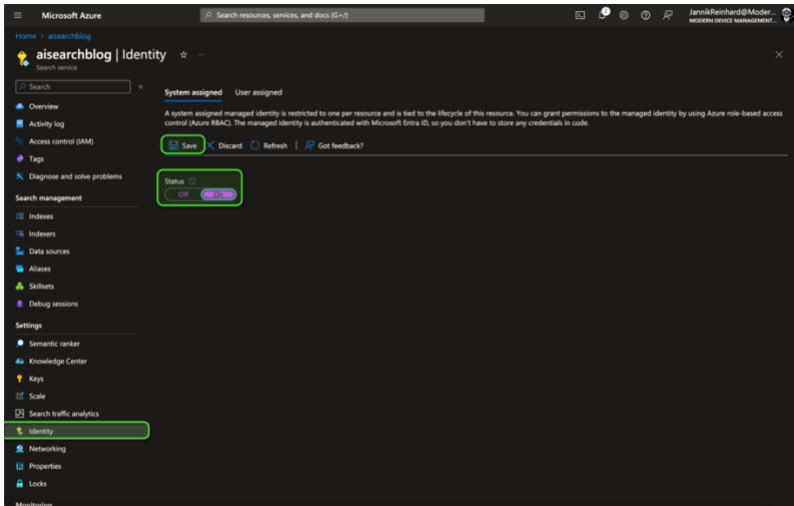 Microsoft Azure
Search resources, services, and docs (G+/)
2
JannikReinhard@Moder...
MODERN DEVICE MANAGEMENT...
Home > aisearchblog
aisearchblog | Identity ☆ ...
Search service
Search
«
Overview
Activity log
Access control (IAM)
Tags
Diagnose and solve problems
Search management
Indexes
Indexers
Data sources
Aliases
Skillsets
Debug sessions
Settings
Semantic ranker
Knowledge Center
Keys
Scale
Search traffic analytics
Identity
Networking
Properties
Locks
Monitoring
System assigned User assigned
A system assigned managed identity is restricted to one per resource and is tied to the lifecycle of this resource. You can grant permissions to the managed identity by using Azure role-based access
control (Azure RBAC). The managed identity is authenticated with Microsoft Entra ID, so you don't have to store any credentials in code.
Save Discard Refresh | Got feedback?
Status
Off On